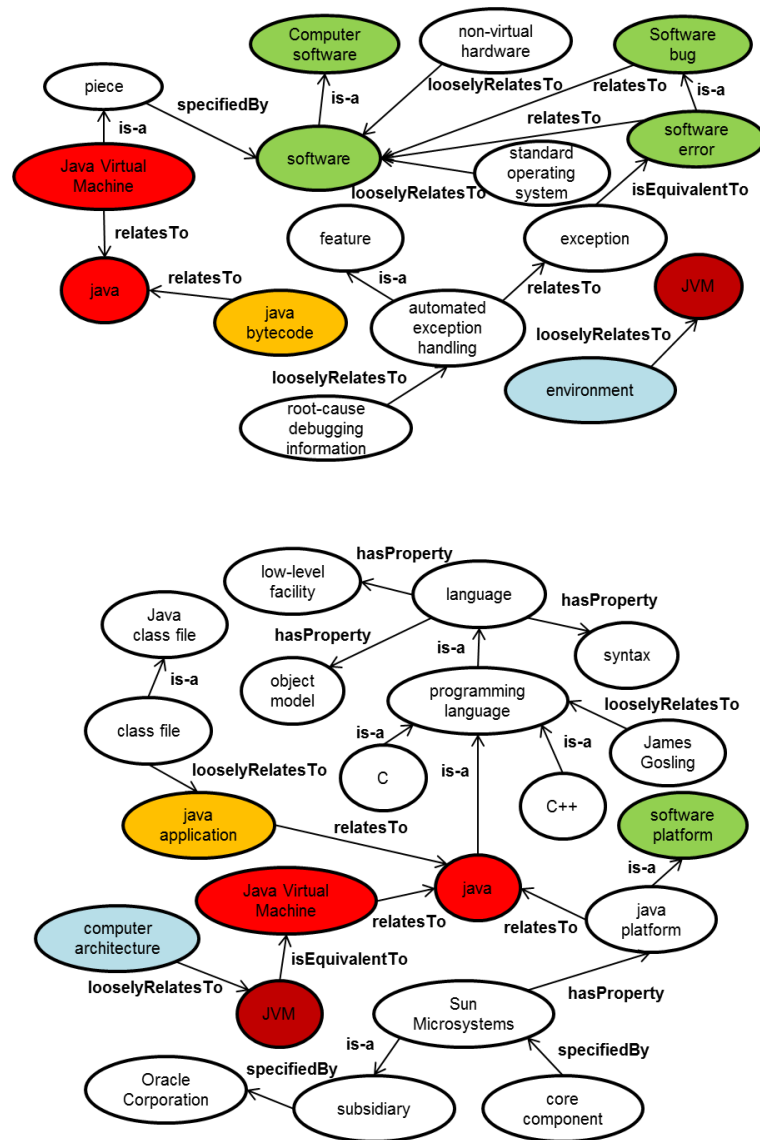 Computer
software
non-virtual
hardware
Software
bug
piece
specifiedBy
is-a
looselyRelatesTo
relatesTo
is-a
is-a
relatesTo
Java Virtual
Machine
software
software
error
standard
operating
system
looselyRelatesTo
isEquivalentTo
relatesTo
feature
exception
relatesTo
is-a
java
java
bytecode
automated
exception
handling
relatesTo
JVM
looselyRelatesTo
looselyRelatesTo
environment
root-cause
debugging
information
hasProperty
low-level
facility
language
hasProperty
Java
class file
hasProperty
is-a
syntax
is-a
object
model
programming
language
looselyRelatesTo
class file
is-a
is-a
James
Gosling
looselyRelatesTo
C
is-a
C++
java
application
relatesTo
software
platform
is-a
Java Virtual
Machine
java
relatesTo
relatesTo
java
platform
computer
architecture
isEquivalentTo
looselyRelatesTo
hasProperty
JVM
Sun
Microsystems
is-a
specifiedBy
specifiedBy
Oracle
Corporation
subsidiary
core
component